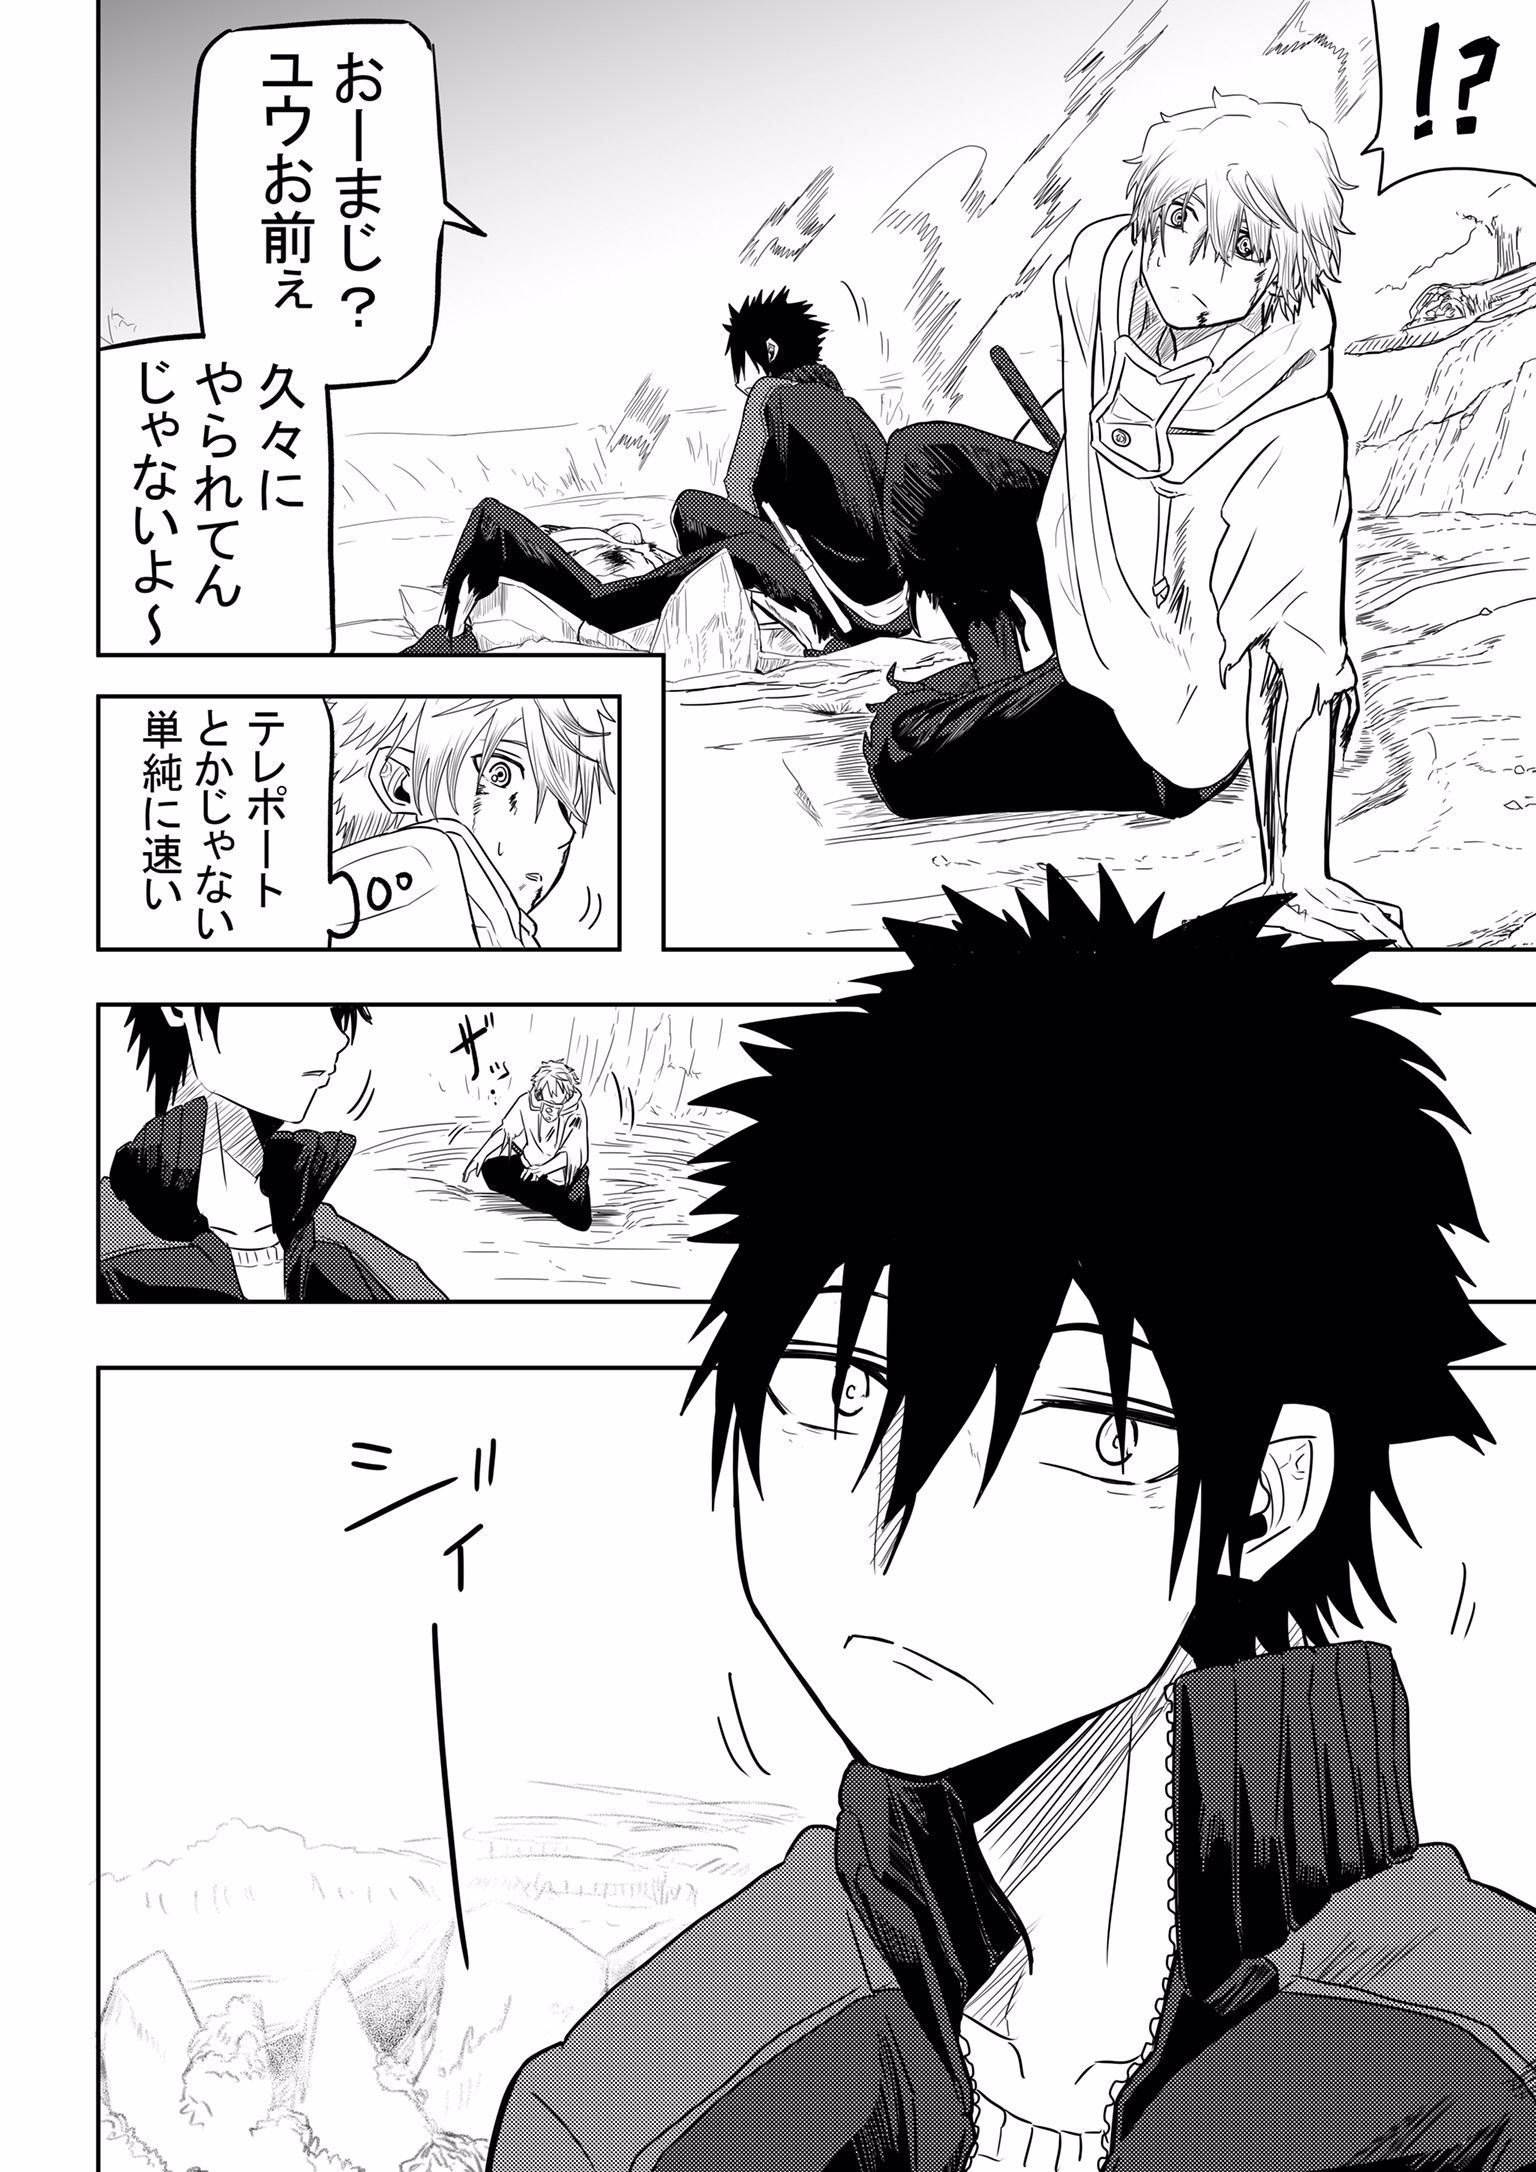 !?
おーまじ?
ユウお前ぇ
久々に
やられてん
じゃないよ~
テレポート
とかじゃない
単純に速い
ザッ
ジイー